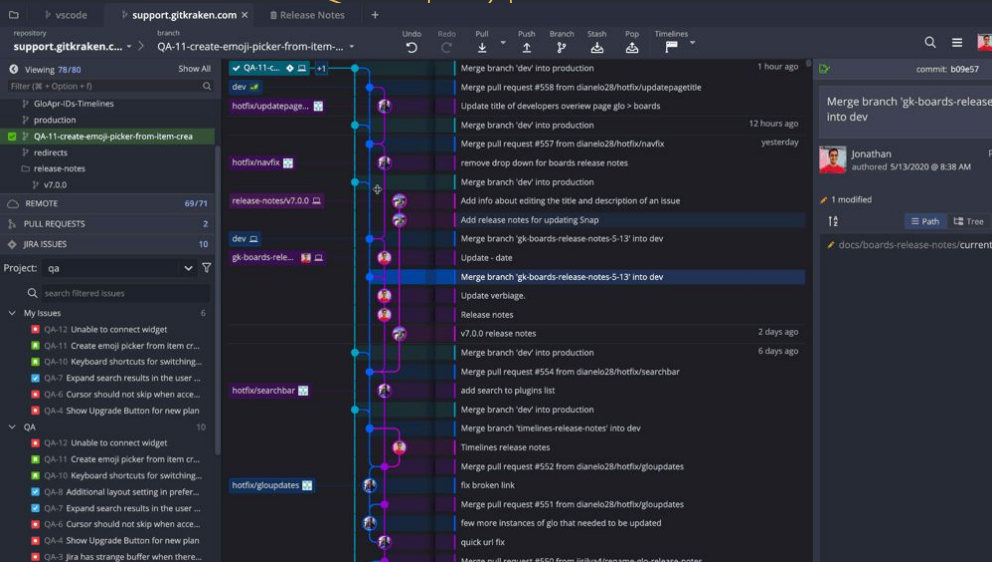 vscode
support.gitkraken.com
Release Notes
repository
support.gitkraken.c...
branch
QA-11-create-emoji-picker-from-item-...
Undo
Redo
Pull
Push
Branch
Stash
Pop
Timelines
Viewing 78/80
Show All
Filter (⌘ + Option + f)
GloApr-IDs-Timelines
production
QA-11-create-emoji-picker-from-item-crea
redirects
release-notes
v7.0.0
REMOTE 69/71
PULL REQUESTS 2
JIRA ISSUES 10
Project: qa
search filtered issues
My Issues 6
QA-12 Unable to connect widget
QA-11 Create emoji picker from item cr...
QA-10 Keyboard shortcuts for switching...
QA-7 Expand search results in the user ...
QA-6 Cursor should not skip when acce...
QA-4 Show Upgrade Button for new plan
QA 10
QA-12 Unable to connect widget
QA-11 Create emoji picker from item cr...
QA-10 Keyboard shortcuts for switching...
QA-8 Additional layout setting in prefer...
QA-7 Expand search results in the user ...
QA-6 Cursor should not skip when acce...
QA-4 Show Upgrade Button for new plan
QA-3 Jira has strange buffer when there...
QA-11-c... +1 Merge branch 'dev' into production 1 hour ago
dev Merge pull request #558 from dianelo28/hotfix/updatepagetitle
hotfix/updatepage... Update title of developers overiew page glo > boards
Merge branch 'dev' into production 12 hours ago
Merge pull request #557 from dianelo28/hotfix/navfix yesterday
hotfix/navfix remove drop down for boards release notes
Merge branch 'dev' into production
release-notes/v7.0.0 Add info about editing the title and description of an issue
Add release notes for updating Snap
dev Merge branch 'gk-boards-release-notes-5-13' into dev
gk-boards-rele... Update - date
Merge branch 'gk-boards-release-notes-5-13' into dev
Update verbiage.
Release notes
v7.0.0 release notes 2 days ago
Merge branch 'dev' into production 6 days ago
Merge pull request #554 from dianelo28/hotfix/searchbar
hotfix/searchbar add search to plugins list
Merge branch 'dev' into production
Merge branch 'timelines-release-notes' into dev
Timelines release notes
Merge pull request #552 from dianelo28/hotfix/gloupdates
hotfix/gloupdates fix broken link
Merge pull request #551 from dianelo28/hotfix/gloupdates
few more instances of glo that needed to be updated
quick url fix
commit: b09e57
Merge branch 'gk-boards-release
into dev
Jonathan
authored 5/13/2020 @ 8:38 AM
1 modified
Path
Tree
docs/boards-release-notes/current